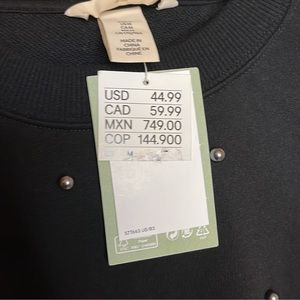 MADE IN
CHINA
FABRIQUÉ EN
CHINE
USD 44.99
CAD 59.99
MXN 749.00
COP 144.900
M